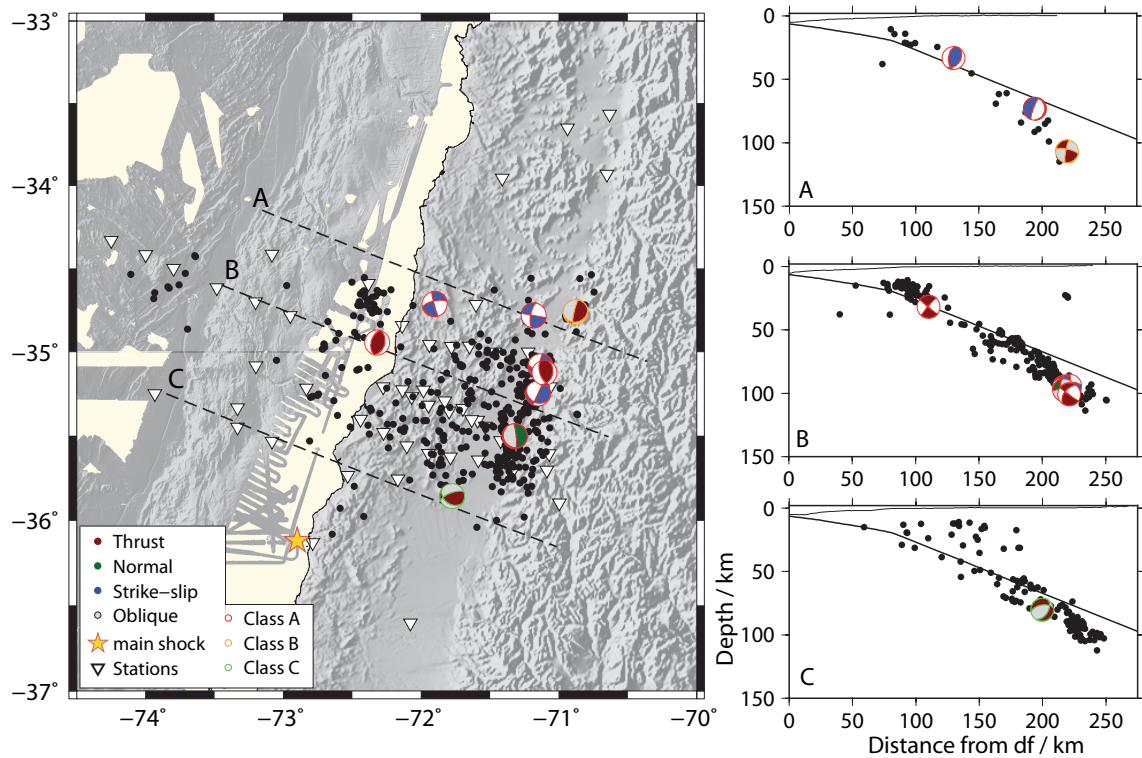 −33°
−34°
−35°
−36°
−37°
−74
−73
−72
−71
−70
A
B
C
Thrust
Normal
Strike−slip
Oblique
main shock
Stations
Class A
Class B
Class C
0
50
100
150
A
0
50
100
150
200
250
0
50
100
150
B
0
50
100
150
200
250
0
50
100
150
C
0
50
100
150
200
250
Depth / km
Distance from df / km